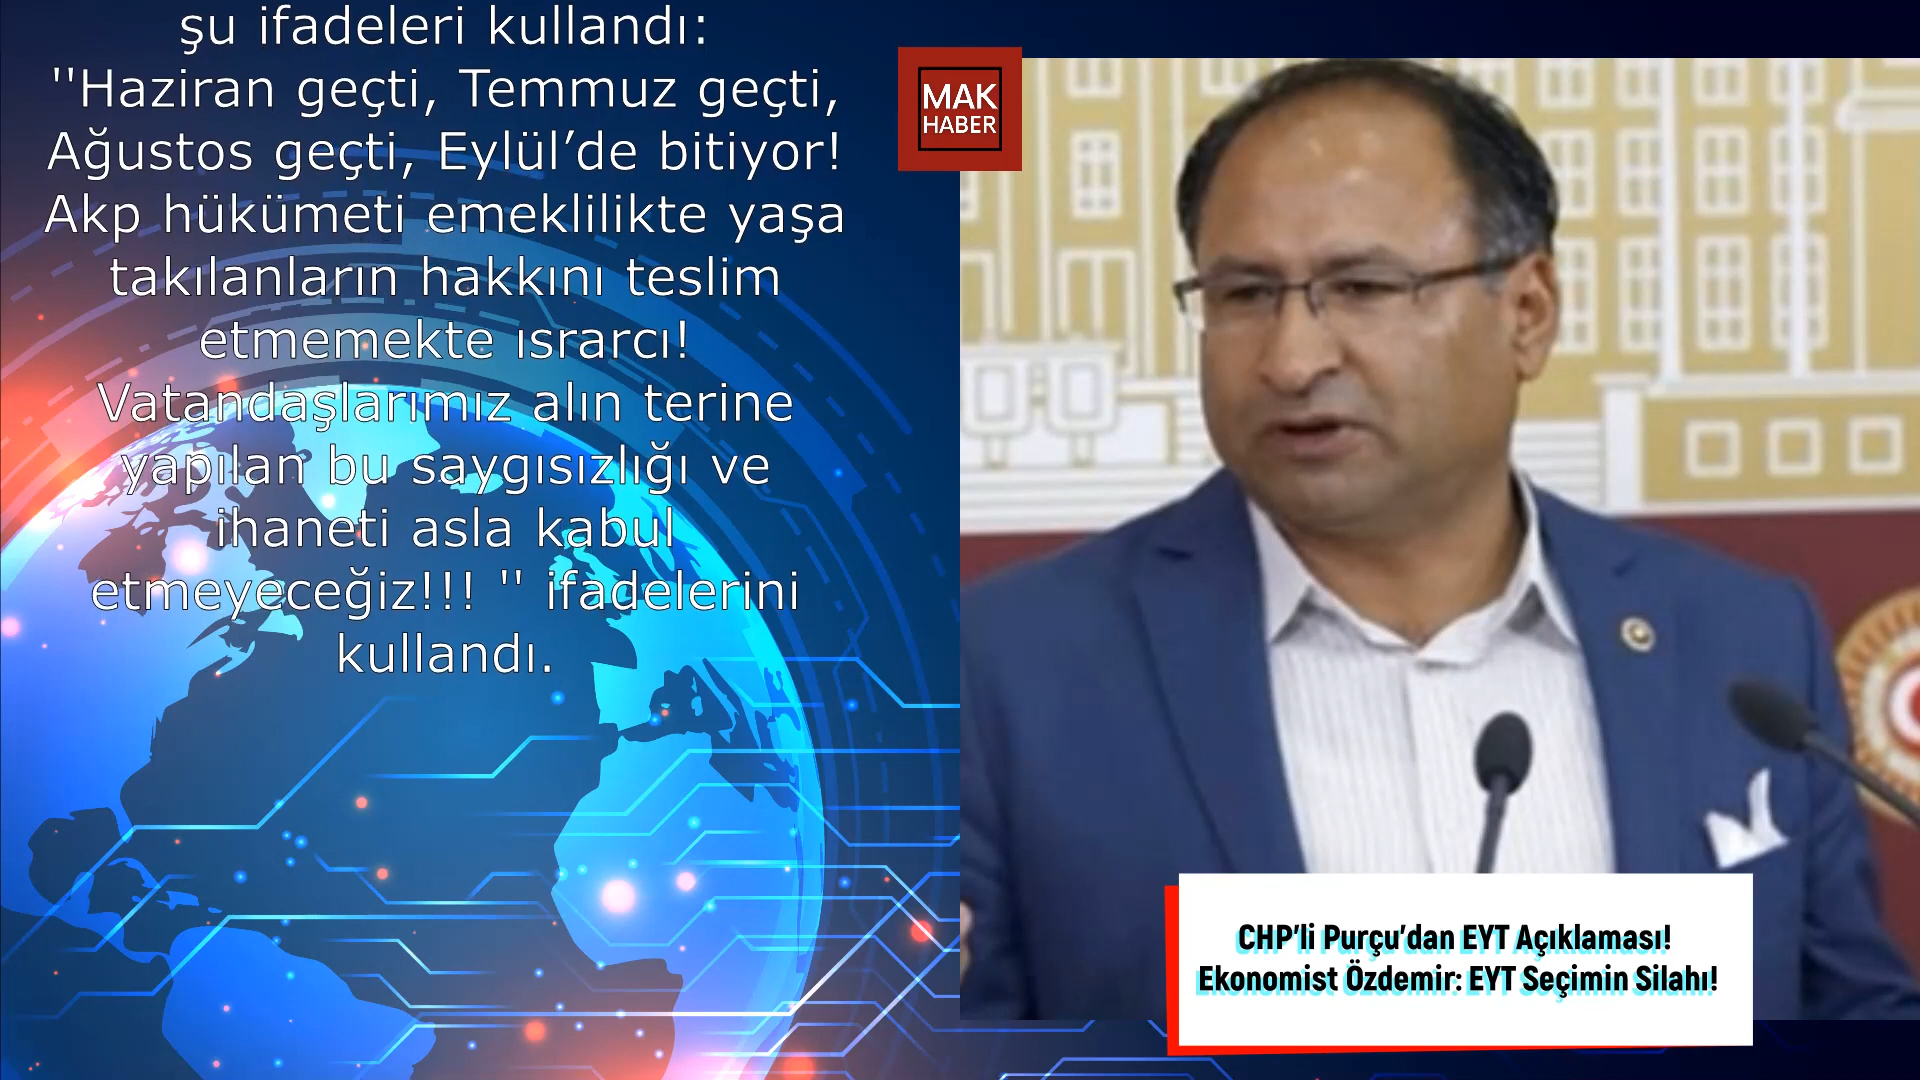 şu ifadeleri kullandı:
''Haziran geçti, Temmuz geçti,
Ağustos geçti, Eylül’de bitiyor!
Akp hükümeti emeklilikte yaşa
takılanların hakkını teslim
etmemekte ısrarcı!
Vatandaşlarımız alın terine
yapılan bu saygısızlığı ve
ihaneti asla kabul
etmeyeceğiz!!! '' ifadelerini
kullandı.
MAK
HABER
CHP’li Purçu’dan EYT Açıklaması!
Ekonomist Özdemir: EYT Seçimin Silahı!